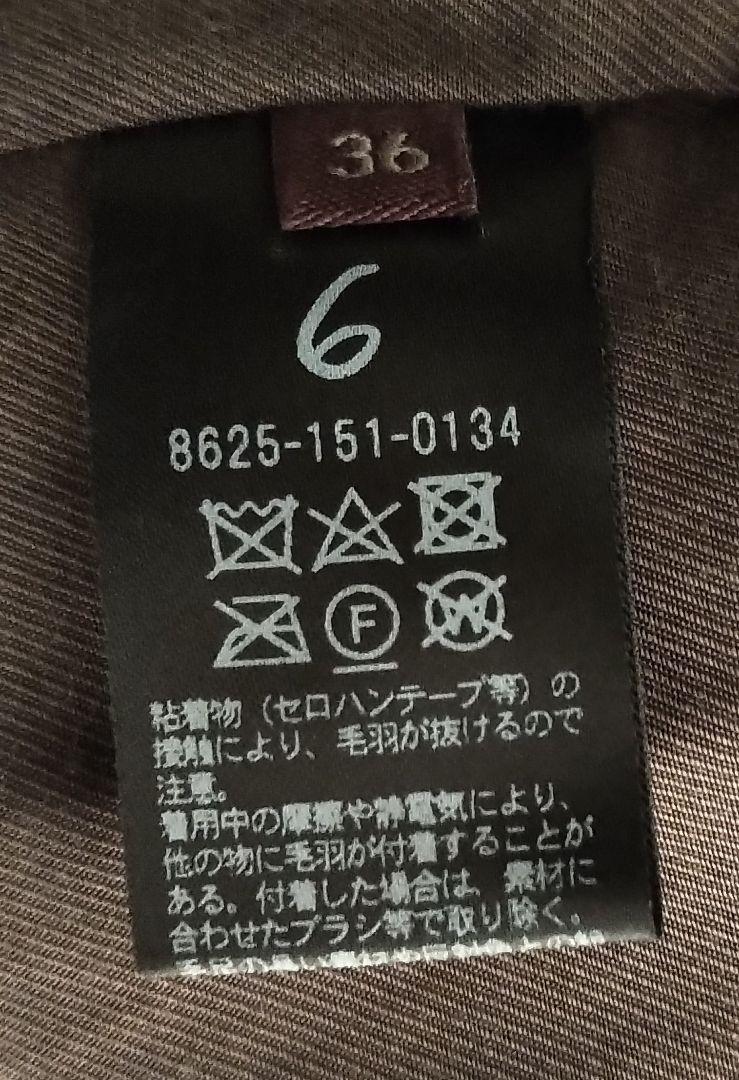 36
6
8625-151-0134
F
W
粘着物（セロハンテープ等）の
接触により、毛羽が抜けるので
注意。
着用中の摩擦や静電気により、
他の物に毛羽が付着することが
ある。付着した場合は、素材に
合わせたブラシ等で取り除く。